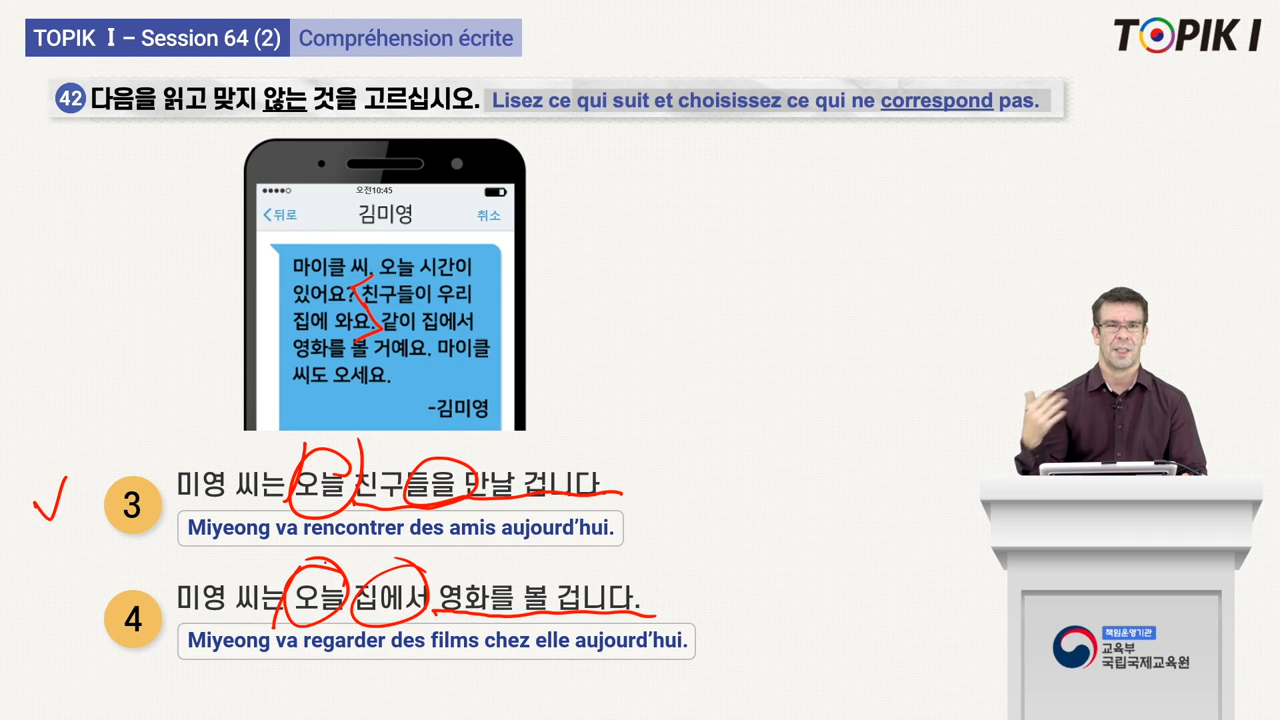 TOPIK I – Session 64 (2) Compréhension écrite
TOPIK I
42 다음을 읽고 맞지 않는 것을 고르십시오. Lisez ce qui suit et choisissez ce qui ne correspond pas.
오전10:45
뒤로 김미영 취소
마이클 씨, 오늘 시간이
있어요? 친구들이 우리
집에 와요. 같이 집에서
영화를 볼 거예요. 마이클
씨도 오세요.
-김미영
3 미영 씨는 오늘 친구들을 만날 겁니다.
Miyeong va rencontrer des amis aujourd’hui.
4 미영 씨는 오늘 집에서 영화를 볼 겁니다.
Miyeong va regarder des films chez elle aujourd’hui.
책임운영기관
교육부
국립국제교육원